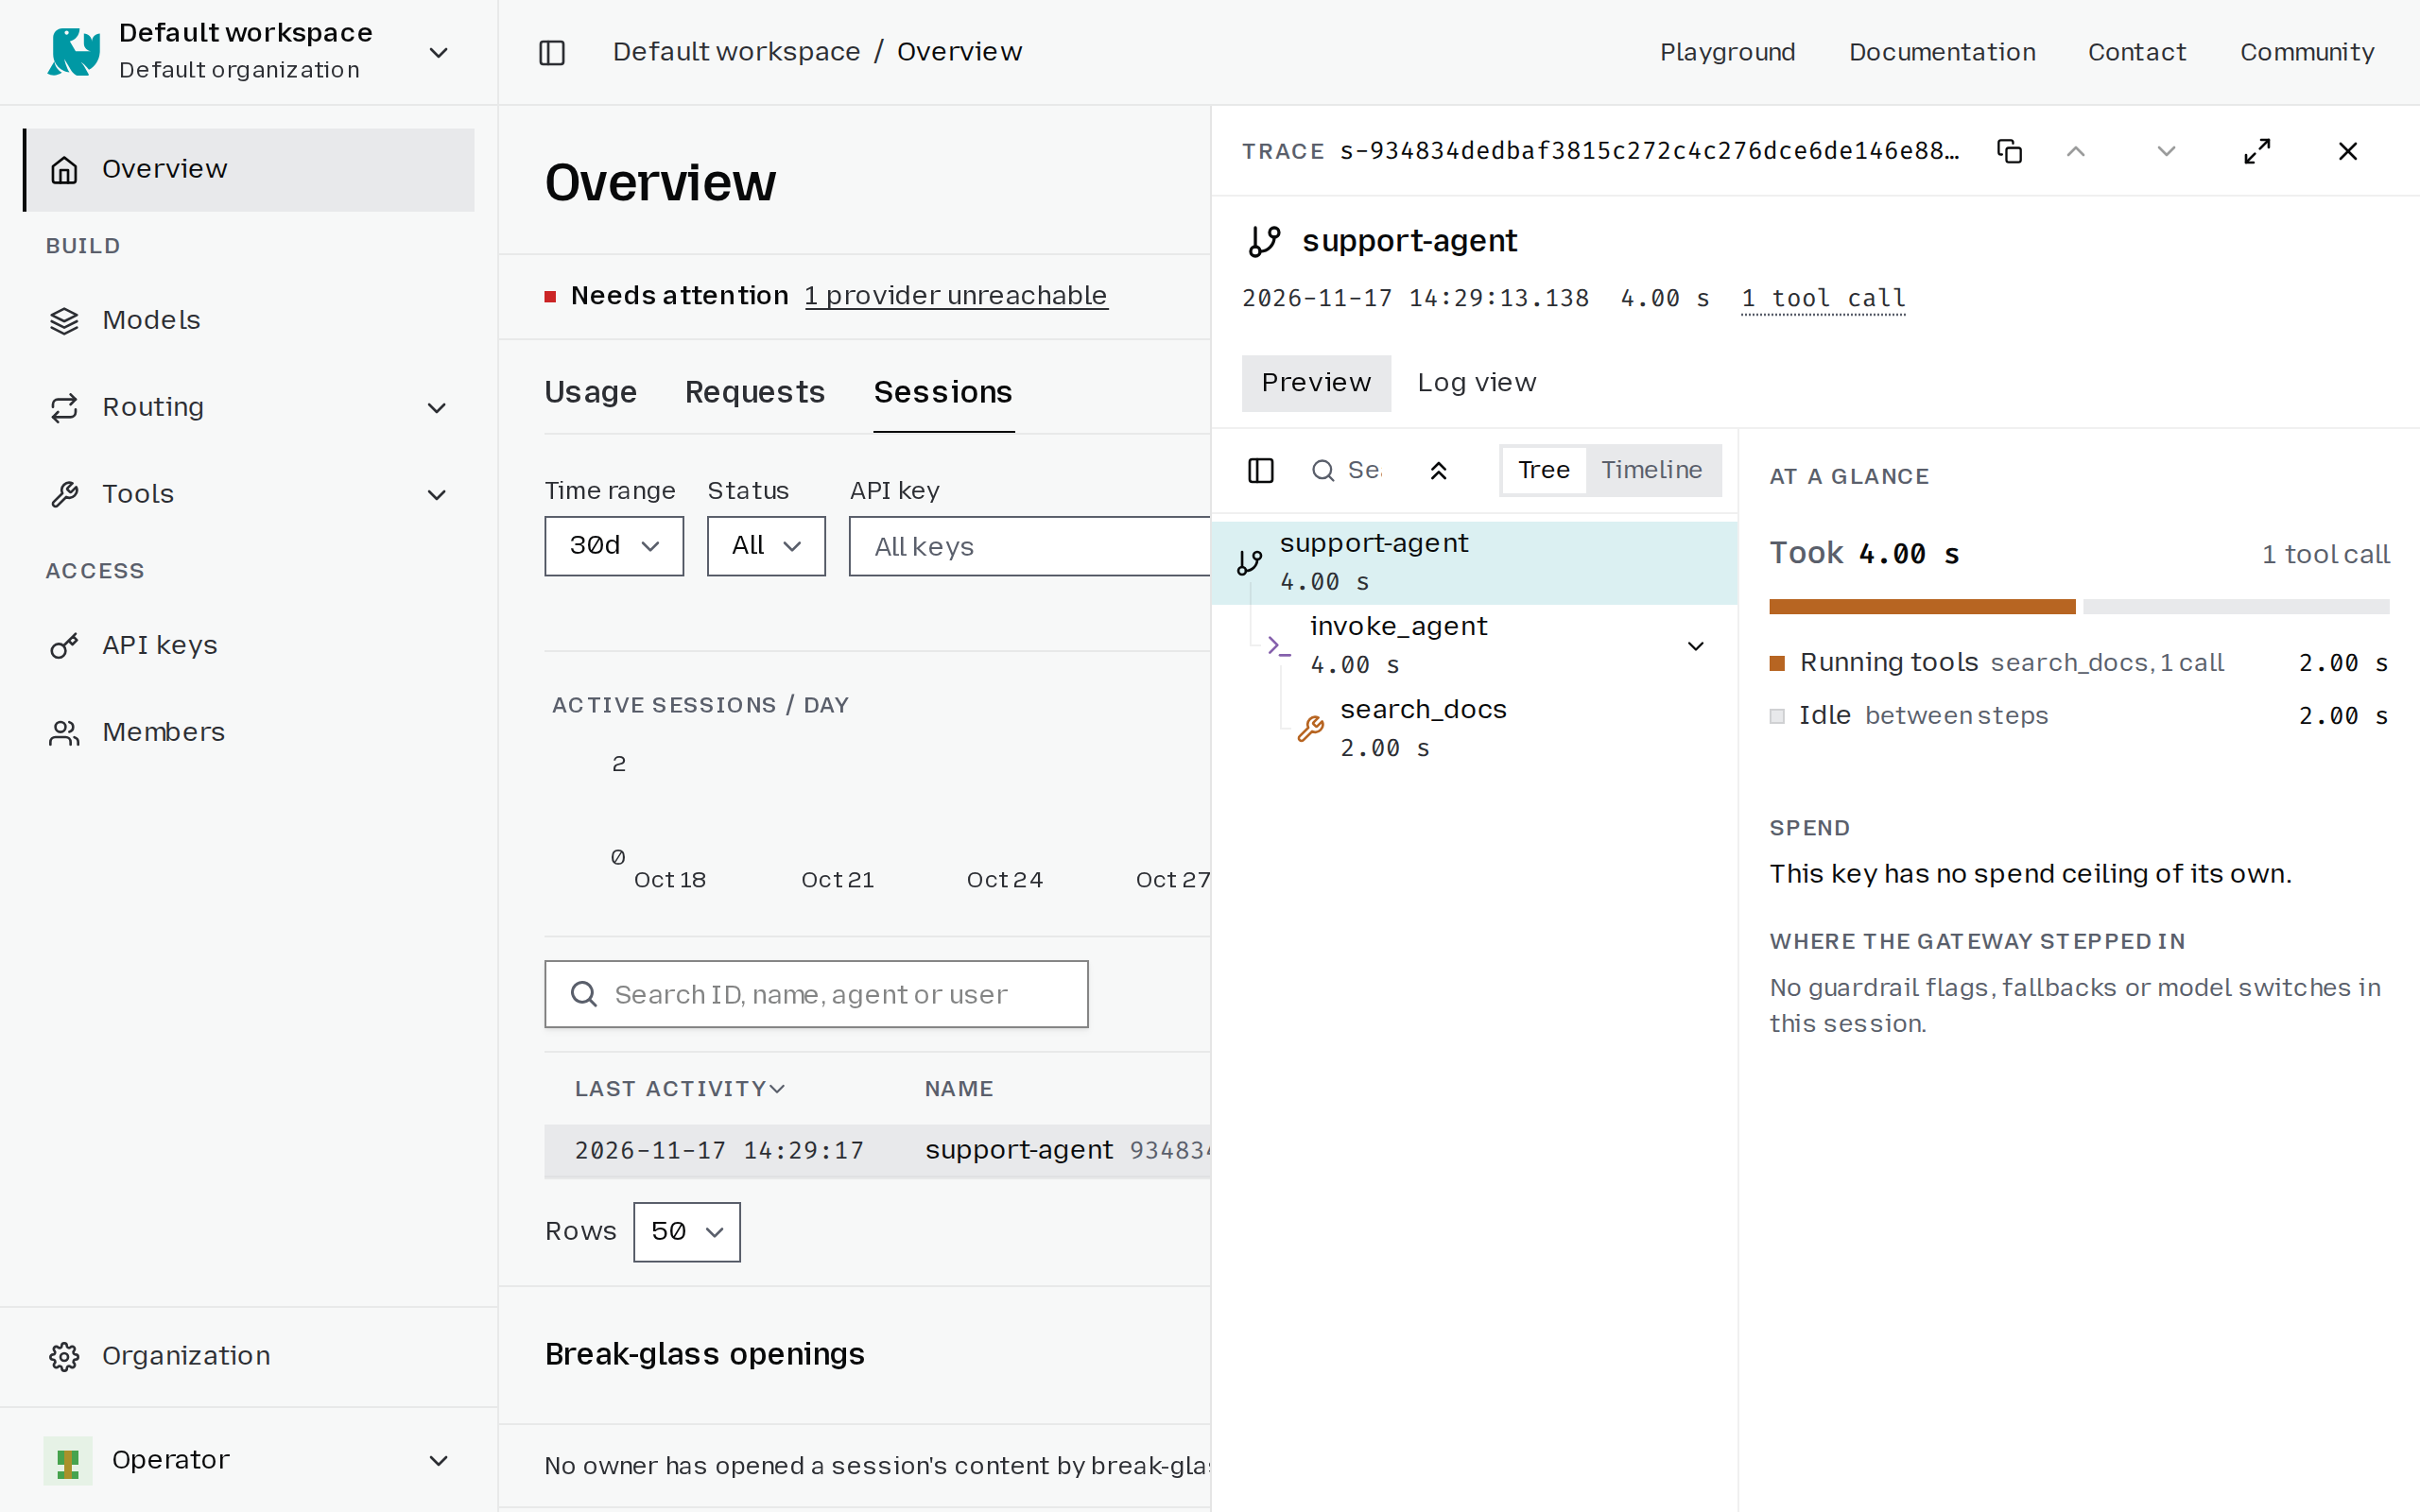 Default workspace
Default organization
Default workspace / Overview
Playground
Documentation
Contact
Community
Overview
BUILD
Models
Routing
Tools
ACCESS
API keys
Members
Organization
Operator
Overview
Needs attention 1 provider unreachable
Usage
Requests
Sessions
Time range
Status
API key
30d
All
All keys
ACTIVE SESSIONS / DAY
2
0
Oct 18
Oct 21
Oct 24
Oct 27
Search ID, name, agent or user
LAST ACTIVITY
NAME
2026-11-17 14:29:17
support-agent 93483
Rows
50
Break-glass openings
No owner has opened a session's content by break-gla
TRACE s-934834dedbaf3815c272c4c276dce6de146e88…
support-agent
2026-11-17 14:29:13.138 4.00 s 1 tool call
Preview
Log view
Sea
Tree
Timeline
support-agent
4.00 s
invoke_agent
4.00 s
search_docs
2.00 s
AT A GLANCE
Took 4.00 s
1 tool call
Running tools search_docs, 1 call 2.00 s
Idle between steps 2.00 s
SPEND
This key has no spend ceiling of its own.
WHERE THE GATEWAY STEPPED IN
No guardrail flags, fallbacks or model switches in
this session.